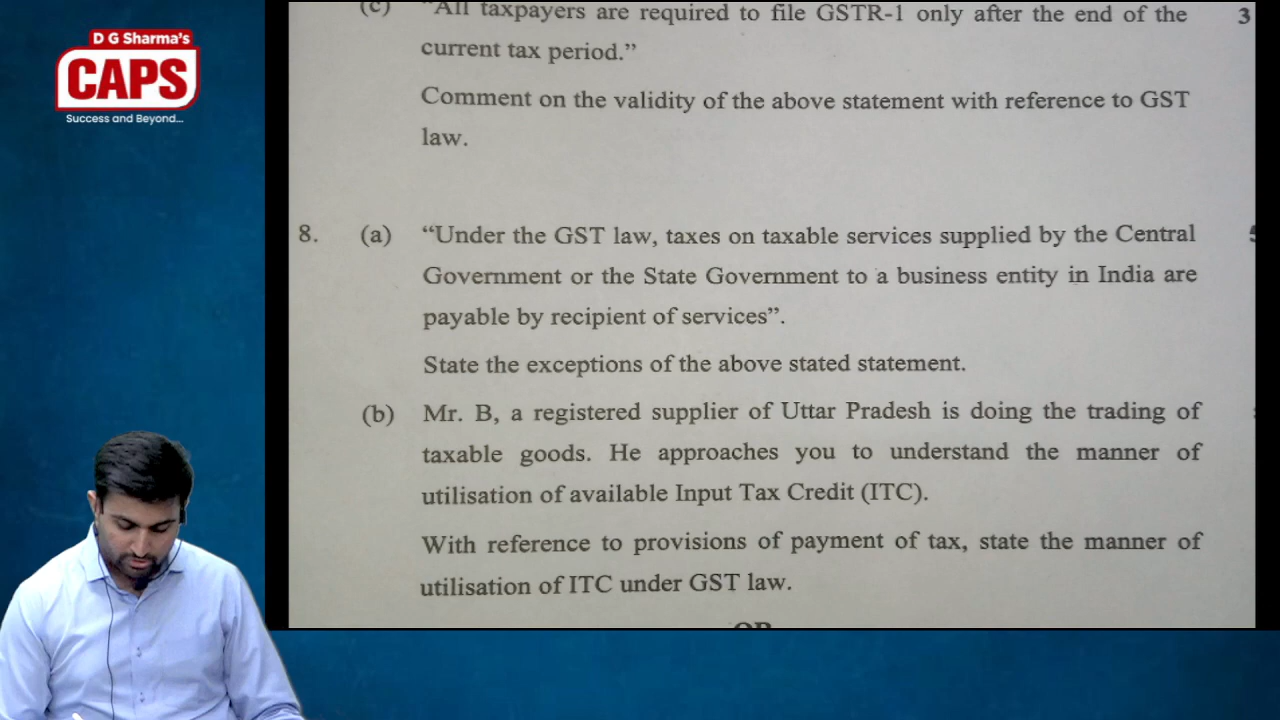 D G Sharma's
CAPS
Success and Beyond...
(c) "All taxpayers are required to file GSTR-1 only after the end of the 3
current tax period."
Comment on the validity of the above statement with reference to GST
law.
8. (a) “Under the GST law, taxes on taxable services supplied by the Central
Government or the State Government to a business entity in India are
payable by recipient of services”.
State the exceptions of the above stated statement.
(b) Mr. B, a registered supplier of Uttar Pradesh is doing the trading of
taxable goods. He approaches you to understand the manner of
utilisation of available Input Tax Credit (ITC).
With reference to provisions of payment of tax, state the manner of
utilisation of ITC under GST law.
OR